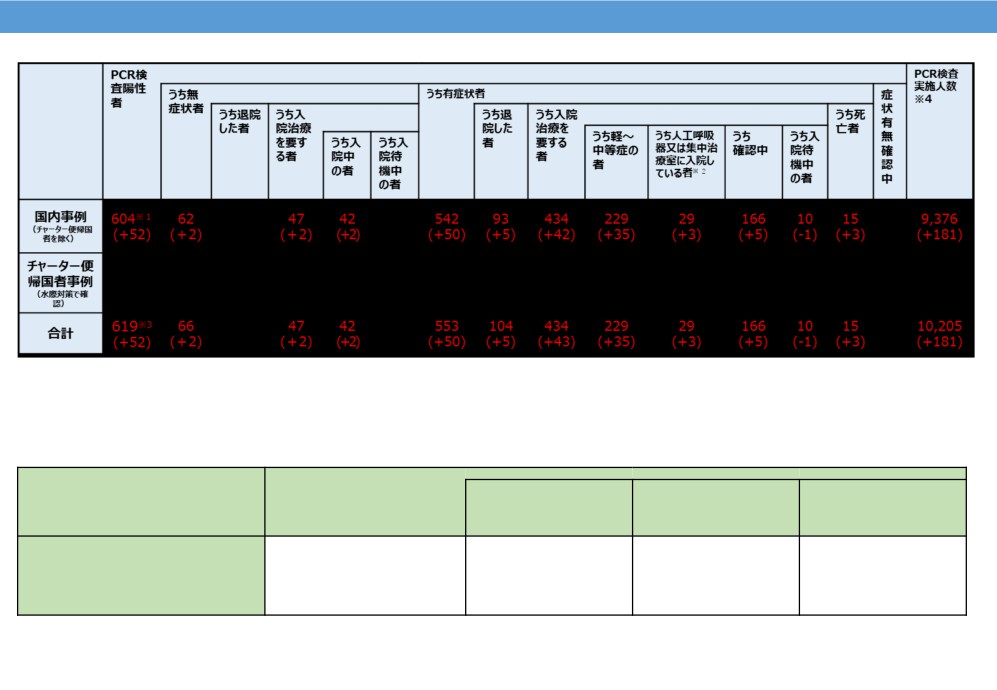 PCR検
査陽性
者
うち無
症状者
うち退院
した者
うち入
院治療
を要す
る者
うち入
院中
の者
うち入
院待
機中
の者
うち有症状者
うち退
院した
者
うち入院
治療を
要する
者
うち軽～
中等症の
者
うち人工呼吸
器又は集中治
療室に入院し
ている者※2
うち
確認中
うち入
院待
機中
の者
うち死
亡者
症
状
有
無
確
認
中
PCR検査
実施人数
※4
国内事例
(チャーター便帰国
者を除く)
604※1 62 47 42 542 93 434 229 29 166 10 15 9,376
(+52) (+2) (+2) (+2) (+50) (+5) (+42) (+35) (+3) (+5) (-1) (+3) (+181)
チャーター便
帰国者事例
(水際対策で確
認)
合計
619※3 66 47 42 553 104 434 229 29 166 10 15 10,205
(+52) (+2) (+2) (+2) (+50) (+5) (+43) (+35) (+3) (+5) (-1) (+3) (+181)